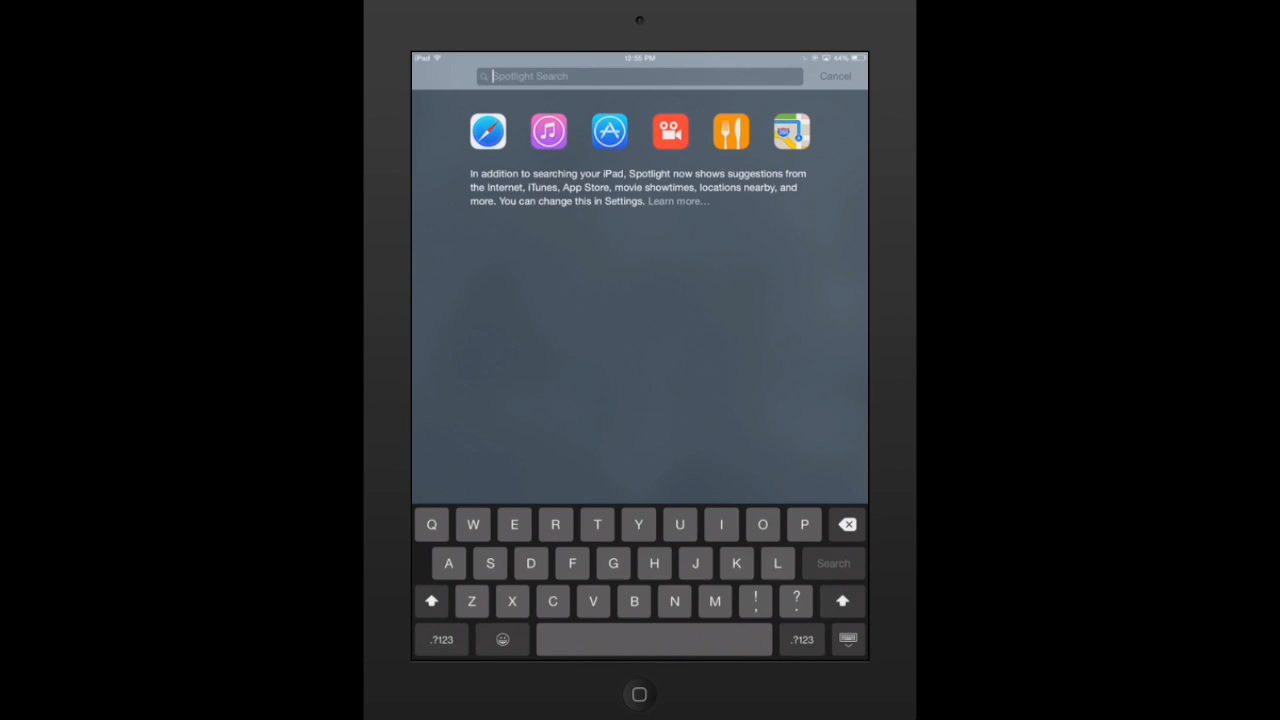 iPad 12:55 PM 44%
Spotlight Search Cancel
In addition to searching your iPad, Spotlight now shows suggestions from
the Internet, iTunes, App Store, movie showtimes, locations nearby, and
more. You can change this in Settings. Learn more...
Q W E R T Y U I O P
A S D F G H J K L Search
Z X C V B N M ! , ? .
.?123 .?123